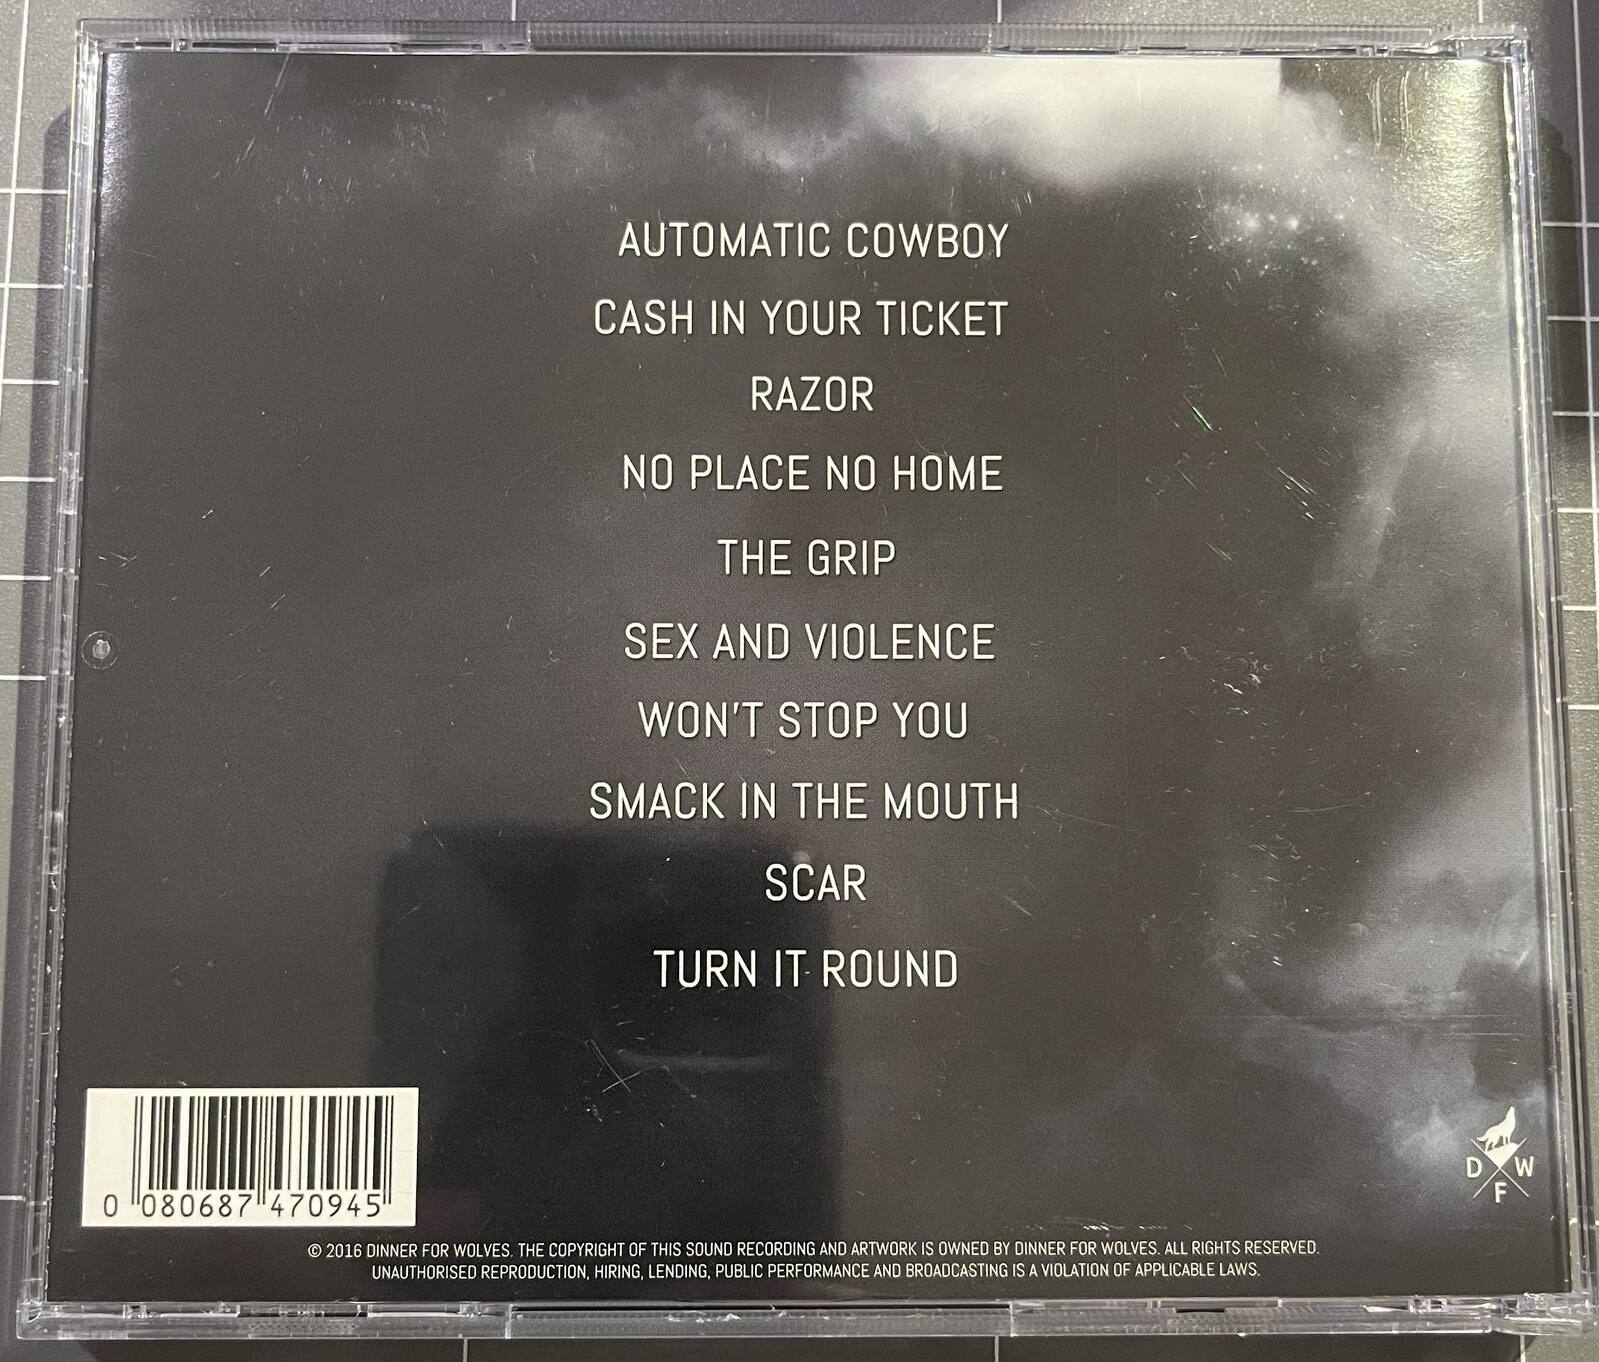 AUTOMATIC COWBOY
CASH IN YOUR TICKET
RAZOR
NO PLACE NO HOME
THE GRIP
SEX AND VIOLENCE
WON'T STOP YOU
SMACK IN THE MOUTH
SCAR
TURN IT ROUND
D W
F
0 080687 470945
© 2016 DINNER FOR WOLVES. THE COPYRIGHT OF THIS SOUND RECORDING AND ARTWORK IS OWNED BY DINNER FOR WOLVES. ALL RIGHTS RESERVED.
UNAUTHORISED REPRODUCTION, HIRING, LENDING, PUBLIC PERFORMANCE AND BROADCASTING IS A VIOLATION OF APPLICABLE LAWS.